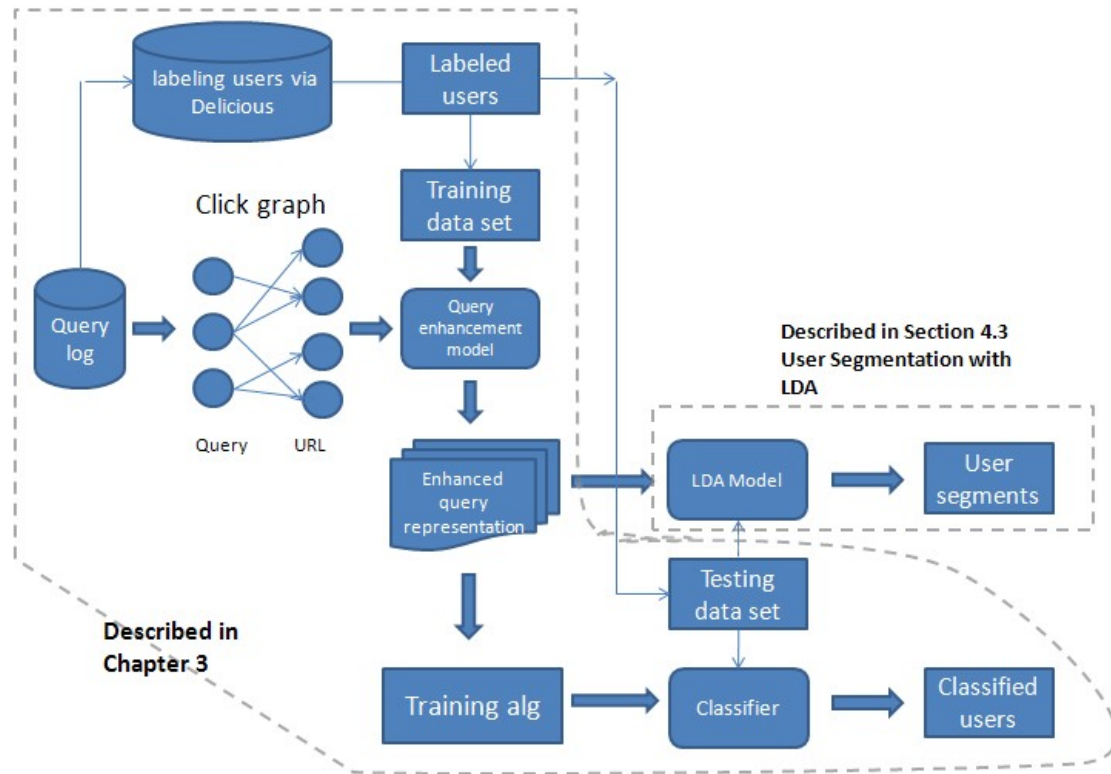 labeling users via
Delicious
Labeled
users
Training
data set
Click graph
Query
log
Query
enhancement
model
Query
URL
Described in Section 4.3
User Segmentation with
LDA
Enhanced
query
representation
LDA Model
User
segments
Testing
data set
Described in
Chapter 3
Training alg
Classifier
Classified
users